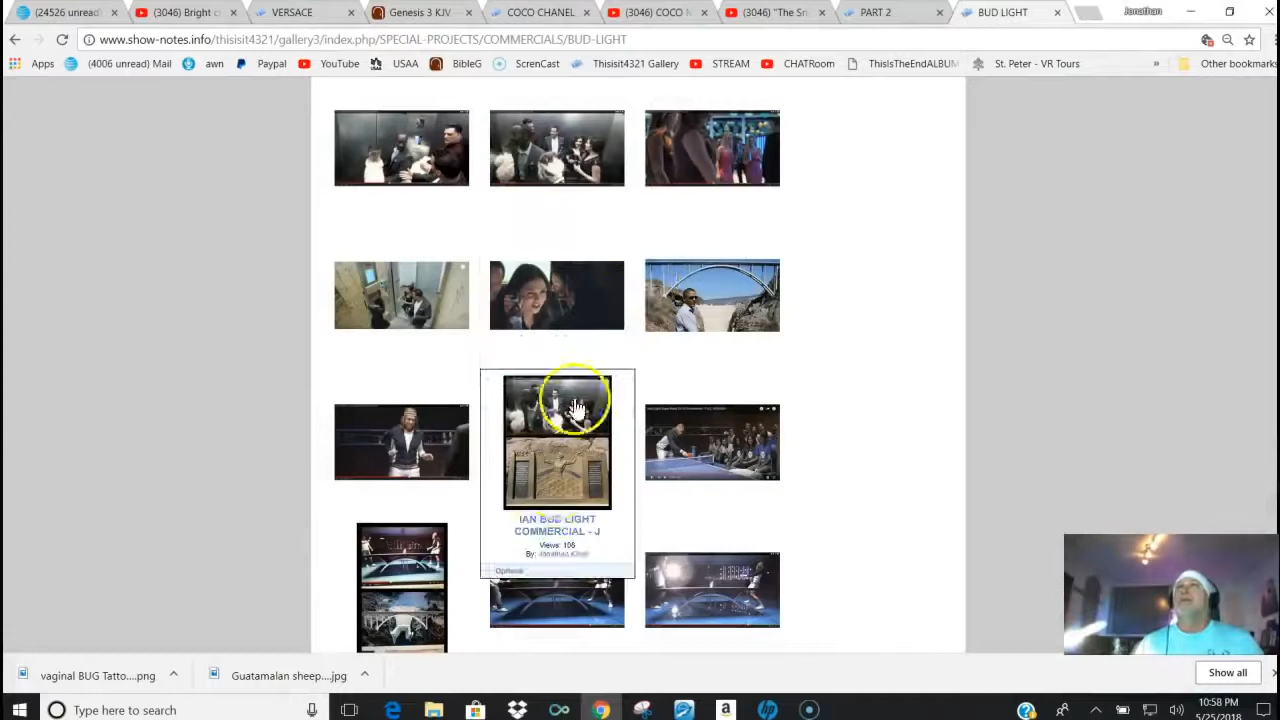 (24526 unread)
(3046) Bright c
VERSACE
Genesis 3 KJV
COCO CHANEL
(3046) COCO M
(3046) "The Sn
PART 2
BUD LIGHT
Jonathan
www.show-notes.info/thisisit4321/gallery3/index.php/SPECIAL-PROJECTS/COMMERCIALS/BUD-LIGHT
Apps
(4006 unread) Mail
awn
Paypal
YouTube
USAA
BibleG
ScrenCast
Thisisit4321 Gallery
STREAM
CHATRoom
ThisIsTheEndALBUM
St. Peter - VR Tours
»
Other bookmarks
IAN BUD LIGHT
COMMERCIAL - J
Views: 106
By: Jonathan
Options
vaginal BUG Tatto....png
Guatamalan sheep....jpg
Show all
Type here to search
10:58 PM
5/25/2018